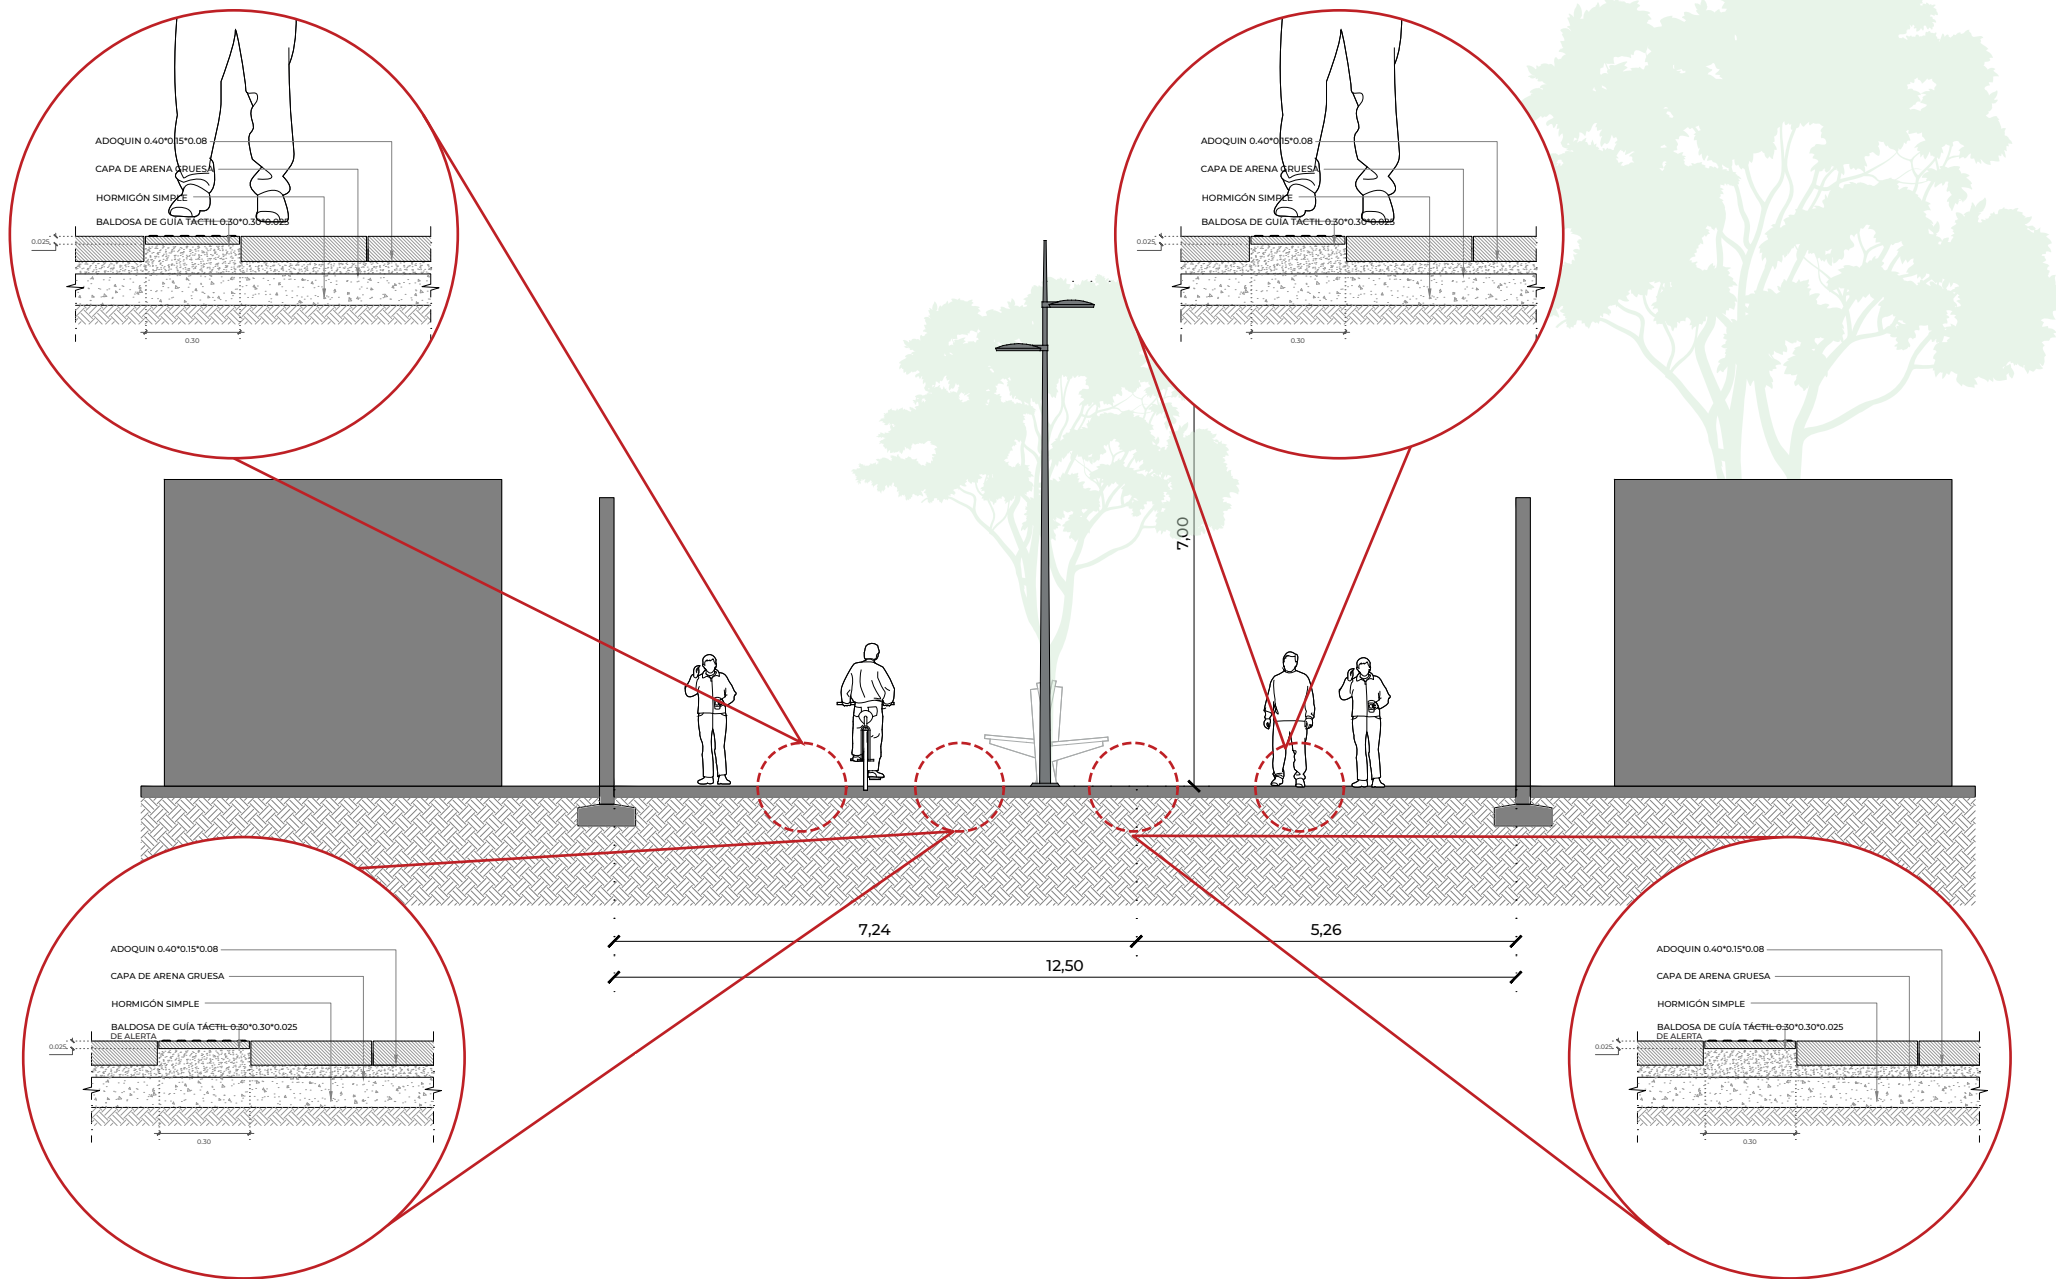 ADOQUIN 0.40*0.15*0.08
CAPA DE ARENA GRUESA
HORMIGÓN SIMPLE
BALDOSA DE GUÍA TÁCTIL 0.30*0.30*0.025
0.025
0.30
ADOQUIN 0.40*0.15*0.08
CAPA DE ARENA GRUESA
HORMIGÓN SIMPLE
BALDOSA DE GUÍA TÁCTIL 0.30*0.30*0.025
0.025
0.30
7,00
7,24
5,26
12,50
ADOQUIN 0.40*0.15*0.08
CAPA DE ARENA GRUESA
HORMIGÓN SIMPLE
BALDOSA DE GUÍA TÁCTIL 0.30*0.30*0.025
DE ALERTA
0.025
0.30
ADOQUIN 0.40*0.15*0.08
CAPA DE ARENA GRUESA
HORMIGÓN SIMPLE
BALDOSA DE GUÍA TÁCTIL 0.30*0.30*0.025
DE ALERTA
0.025
0.30